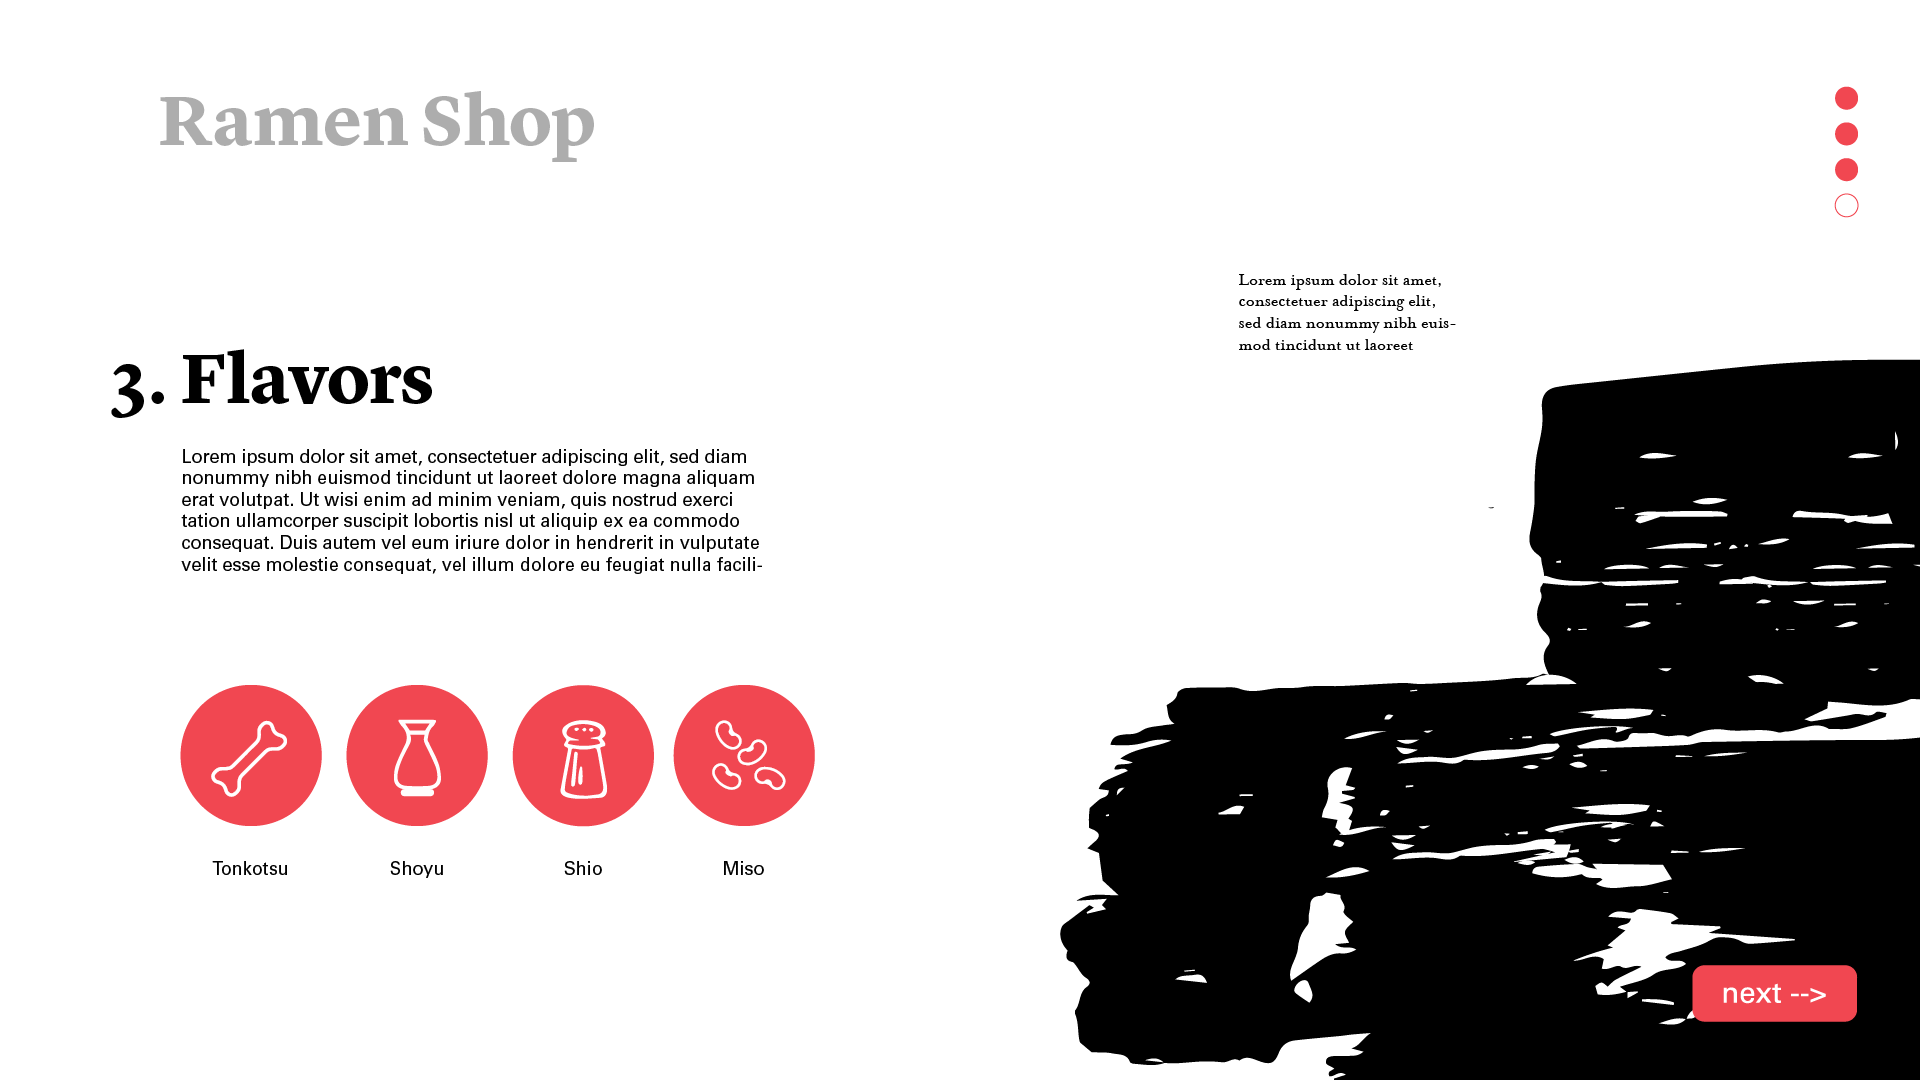 Ramen Shop
Lorem ipsum dolor sit amet,
consectetuer adipiscing elit,
sed diam nonummy nibh euis-
mod tincidunt ut laoreet
3. Flavors
Lorem ipsum dolor sit amet, consectetuer adipiscing elit, sed diam
nonummy nibh euismod tincidunt ut laoreet dolore magna aliquam
erat volutpat. Ut wisi enim ad minim veniam, quis nostrud exerci
tation ullamcorper suscipit lobortis nisl ut aliquip ex ea commodo
consequat. Duis autem vel eum iriure dolor in hendrerit in vulputate
velit esse molestie consequat, vel illum dolore eu feugiat nulla facili-
Tonkotsu
Shoyu
Shio
Miso
next -->